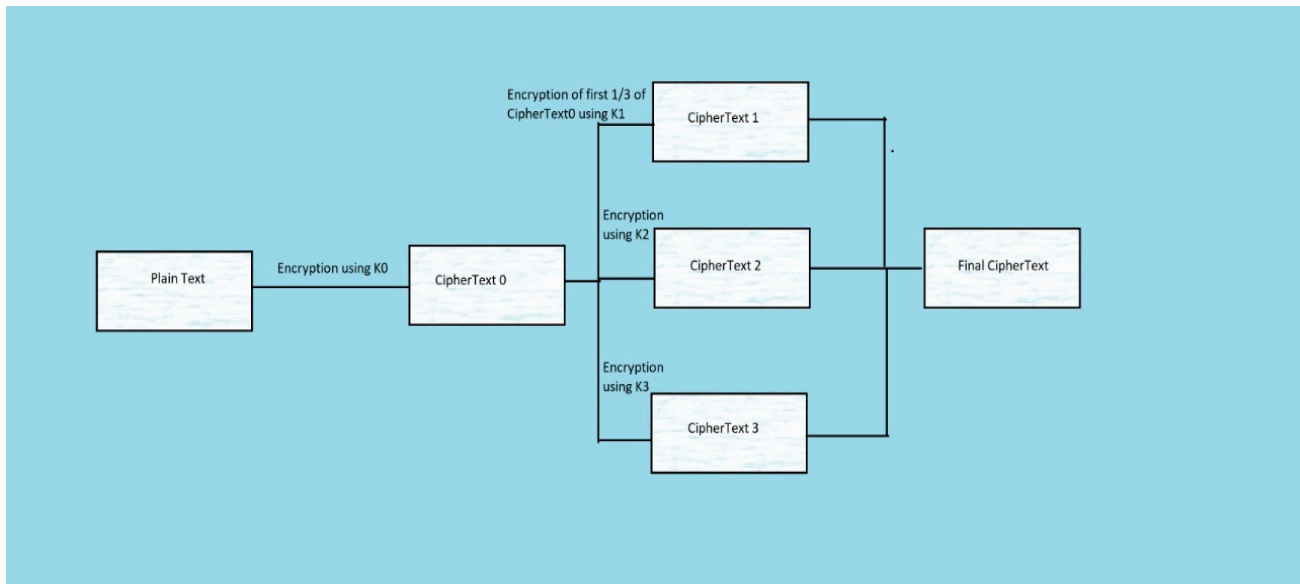 Encryption of first 1/3 of
CipherText0 using K1
CipherText 1
Encryption
using K2
CipherText 2
Plain Text
Encryption using K0
CipherText 0
Final CipherText
Encryption
using K3
CipherText 3